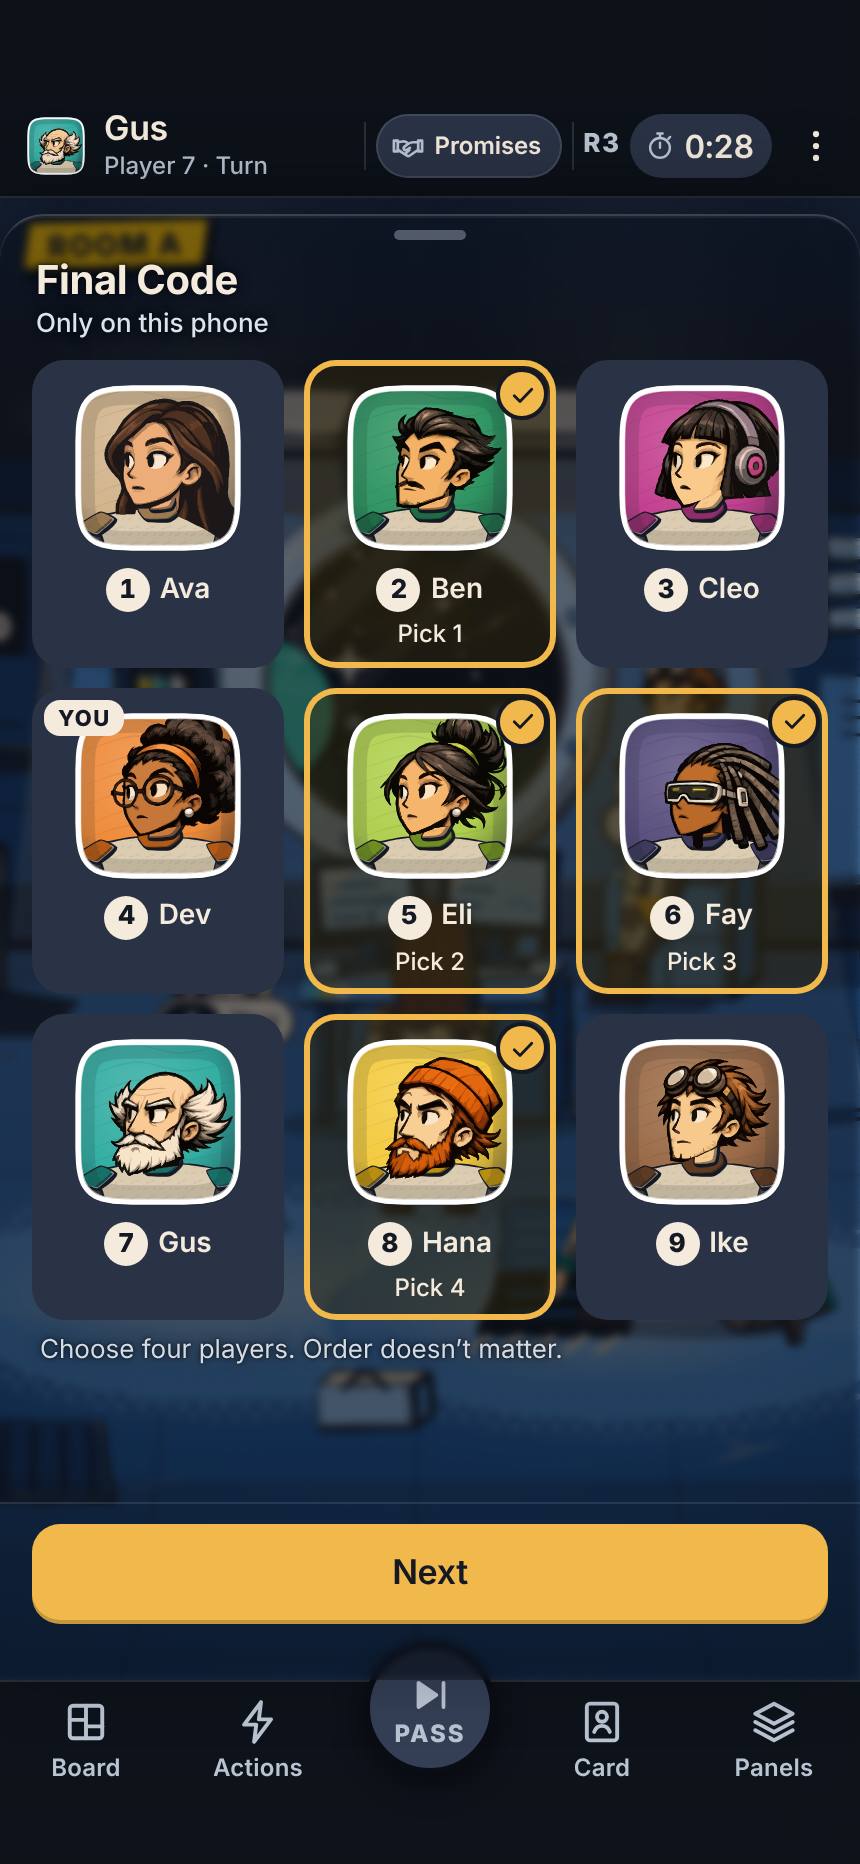 Gus
Player 7 · Turn
Promises
R3
0:28
ROOM A
Final Code
Only on this phone
1 Ava
2 Ben
Pick 1
3 Cleo
YOU
4 Dev
5 Eli
Pick 2
6 Fay
Pick 3
7 Gus
8 Hana
Pick 4
9 Ike
Choose four players. Order doesn’t matter.
Next
Board
Actions
PASS
Card
Panels